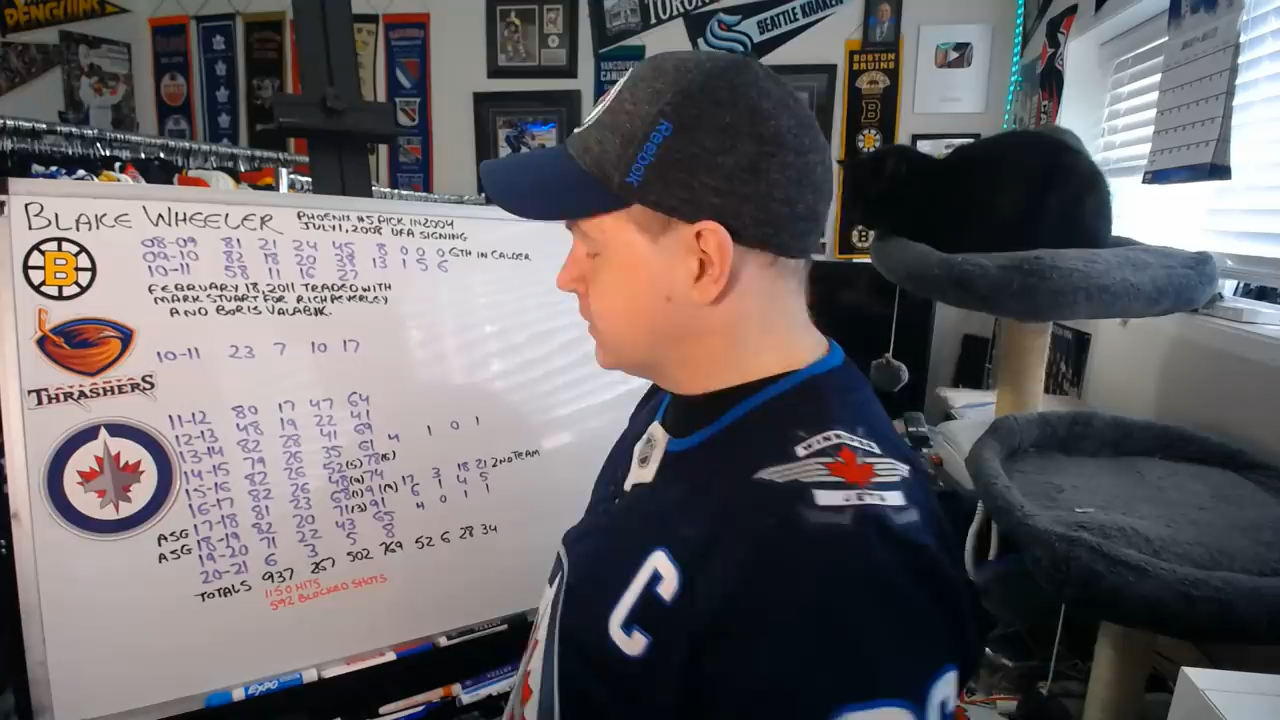 PENGUINS
TORON
SEATTLE KRAKEN
VANCOUVER
BOSTON
BRUINS
B
B
Reebok
BLAKE WHEELER
PHOENIX #5 PICK IN 2004
JULY 1, 2008 UFA SIGNING
08-09 81 21 24 45 8 0 0 0 6TH IN CALDER
09-10 82 18 20 38 13 1 5 6
10-11 58 11 16 27
FEBRUARY 18, 2011 TRADED WITH
MARK STUART FOR RICH PEVERLEY
AND BORIS VALABIK.
B
10-11 23 7 10 17
ATLANTA
THRASHERS
11-12 80 17 47 64
12-13 48 19 22 41
13-14 82 28 41 69
14-15 79 26 35 61 4 1 0 1
15-16 82 26 52(5) 78(6)
16-17 82 26 48 74
17-18 81 23 68 91 17 3 18 21 2ND TEAM
ASG 18-19 82 20 71 91 6 1 4 5
ASG 19-20 71 22 43 65 4 0 1 1
20-21 6 3 5 8
TOTALS 937 267 502 769 52 6 28 34
1150 HITS
592 BLOCKED SHOTS
EXPO
WINNIPEG
JETS
C